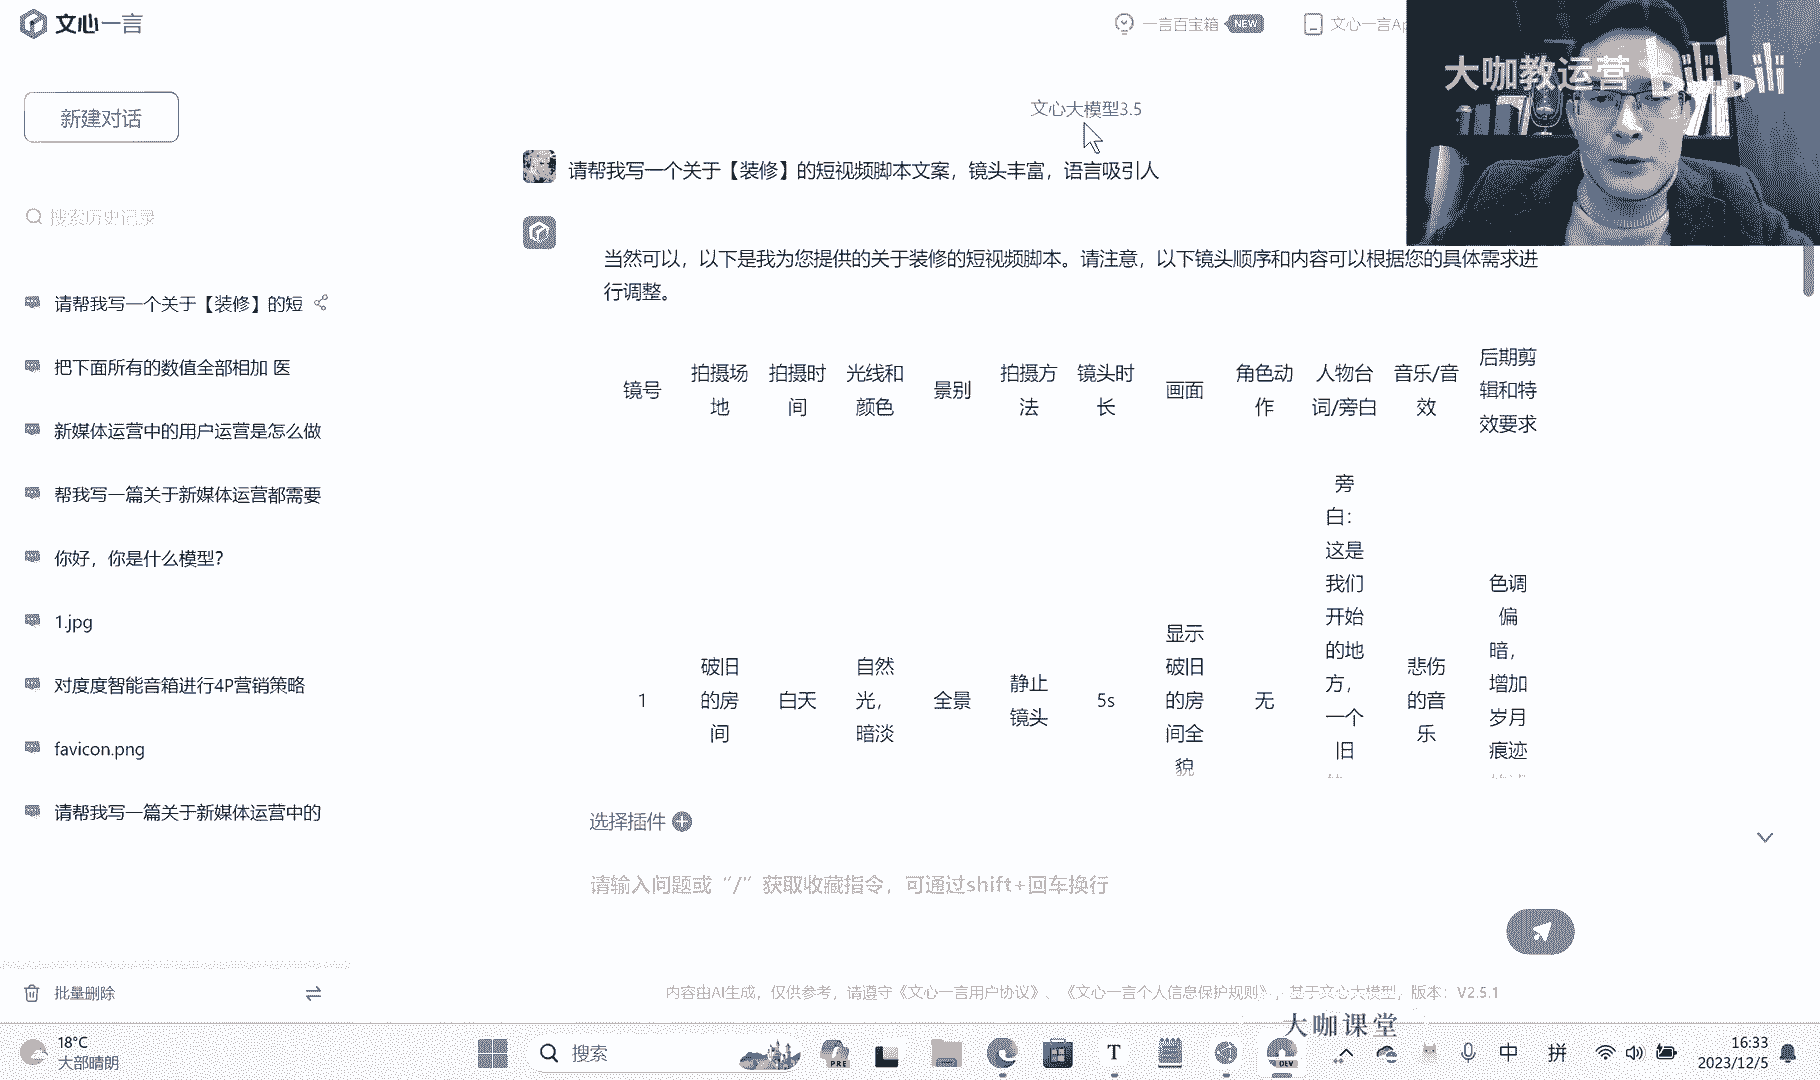 文心一言
一言百宝箱 NEW
文心一言Ap
大咖教运营 bilibili
新建对话
搜索历史记录
请帮我写一个关于【装修】的短
把下面所有的数值全部相加 医
新媒体运营中的用户运营是怎么做
帮我写一篇关于新媒体运营都需要
你好，你是什么模型？
1.jpg
对度度智能音箱进行4P营销策略
favicon.png
请帮我写一篇关于新媒体运营中的
批量删除
文心大模型3.5
请帮我写一个关于【装修】的短视频脚本文案，镜头丰富，语言吸引人
当然可以，以下是我为您提供的关于装修的短视频脚本。请注意，以下镜头顺序和内容可以根据您的具体需求进
行调整。
镜号
拍摄场
地
拍摄时
间
光线和
颜色
景别
拍摄方
法
镜头时
长
画面
角色动
作
人物台
词/旁白
音乐/音
效
后期剪
辑和特
效要求
1
破旧
的房
间
白天
自然
光，
暗淡
全景
静止
镜头
5s
显示
破旧
的房
间全
貌
无
旁
白：
这是
我们
开始
的地
方，
一个
旧
悲伤
的音
乐
色调
偏
暗，
增加
岁月
痕迹
选择插件
请输入问题或“/”获取收藏指令，可通过shift+回车换行
内容由AI生成，仅供参考，请遵守《文心一言用户协议》、《文心一言个人信息保护规则》，基于文心大模型，版本：V2.5.1
大咖课堂
18°C
大部晴朗
搜索
PRE
T
DEV
中
拼
16:33
2023/12/5